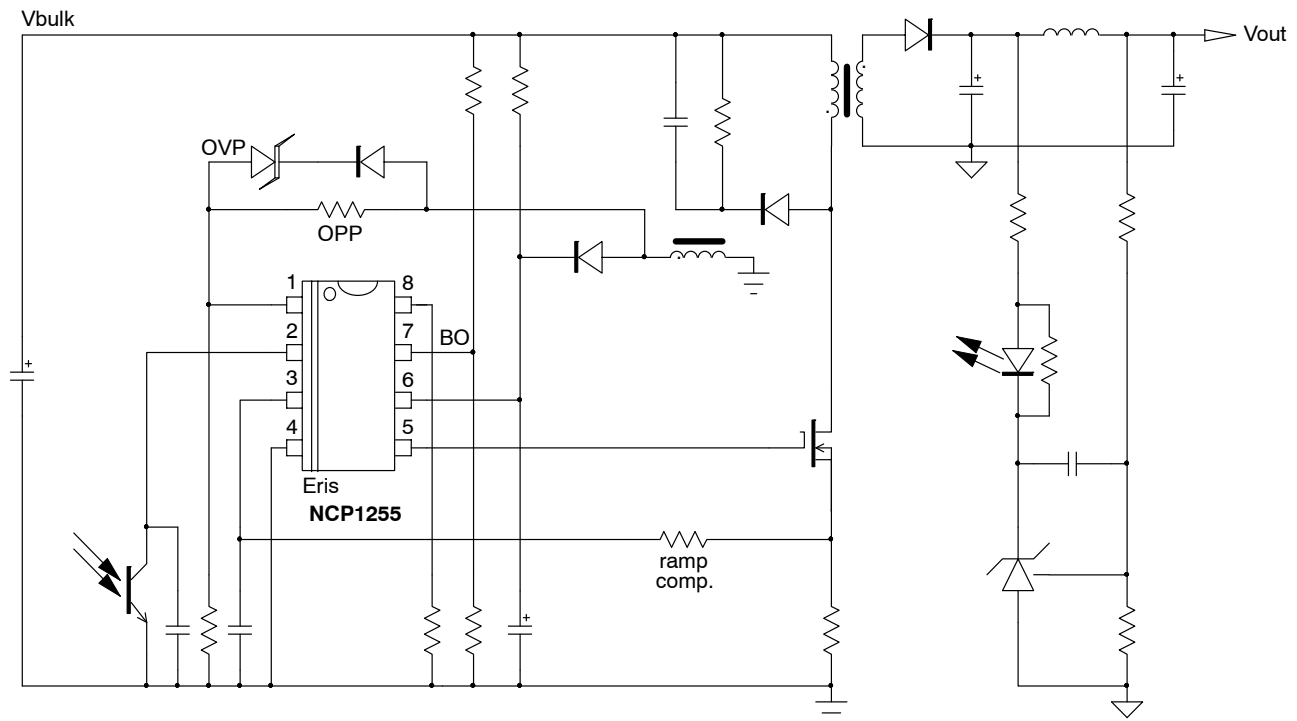 Vbulk
Vout
OVP
OPP
1
8
2
7
BO
3
6
4
5
Eris
NCP1255
ramp
comp.
+
+
+
+